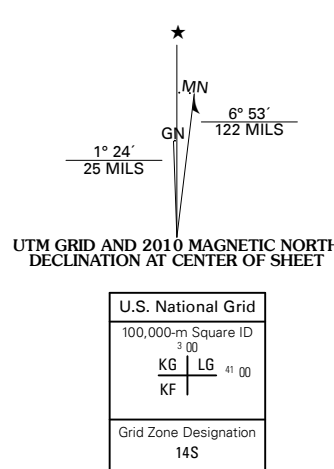 ★
MN
GN
6° 53´
122 MILS
1° 24´
25 MILS
UTM GRID AND 2010 MAGNETIC NORTH
DECLINATION AT CENTER OF SHEET
U.S. National Grid
100,000-m Square ID
3 00
KG LG 41 00
KF
Grid Zone Designation
14S